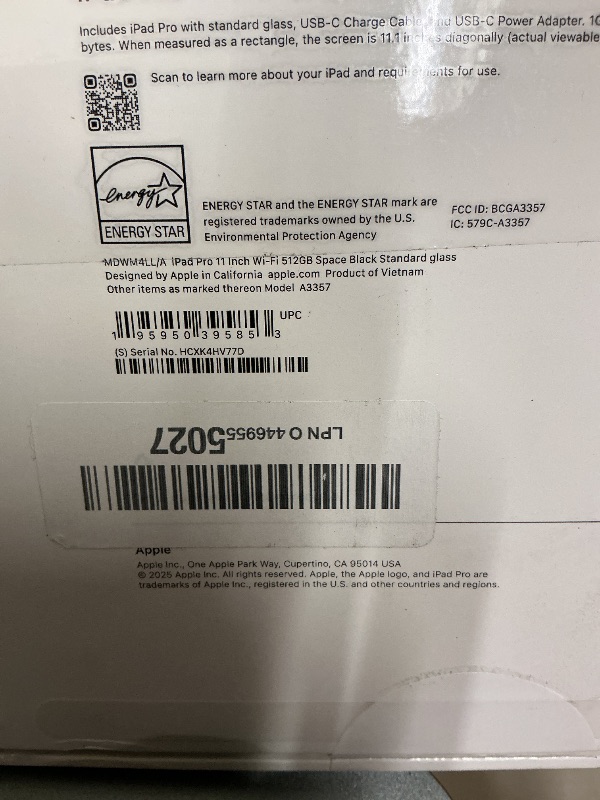 Includes iPad Pro with standard glass, USB-C Charge Cable and USB-C Power Adapter.
bytes. When measured as a rectangle, the screen is 11.1 inches diagonally (actual viewable
Scan to learn more about your iPad and requirements for use.
energy
ENERGY STAR
ENERGY STAR and the ENERGY STAR mark are
registered trademarks owned by the U.S.
Environmental Protection Agency
FCC ID: BCGA3357
IC: 579C-A3357
MDWM4LL/A iPad Pro 11 Inch Wi-Fi 512GB Space Black Standard glass
Designed by Apple in California apple.com Product of Vietnam
Other items as marked thereon Model A3357
UPC
1 95950 39585 3
(S) Serial No. HCXK4HV77D
LPN O 4469555027
Apple
Apple Inc., One Apple Park Way, Cupertino, CA 95014 USA
© 2025 Apple Inc. All rights reserved. Apple, the Apple logo, and iPad Pro are
trademarks of Apple Inc., registered in the U.S. and other countries and regions.